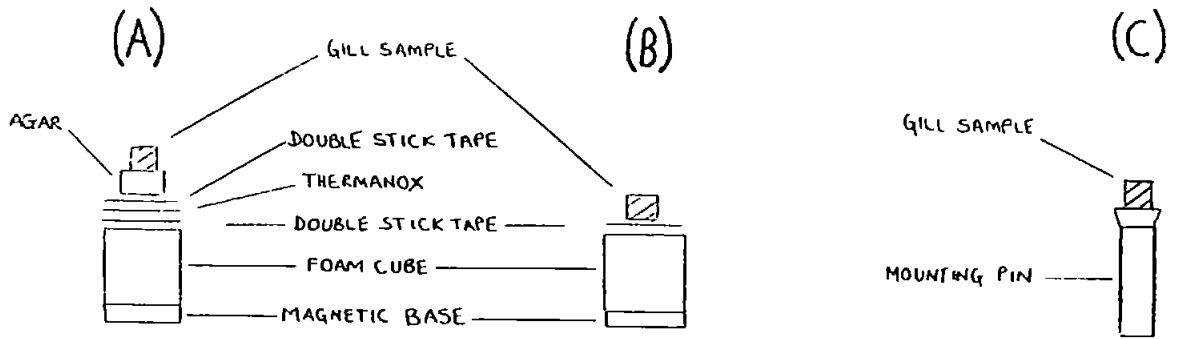 (A)
(B)
(C)
GILL SAMPLE
AGAR
GILL SAMPLE
DOUBLE STICK TAPE
THERMANOX
DOUBLE STICK TAPE
FOAM CUBE
MOUNTING PIN
MAGNETIC BASE